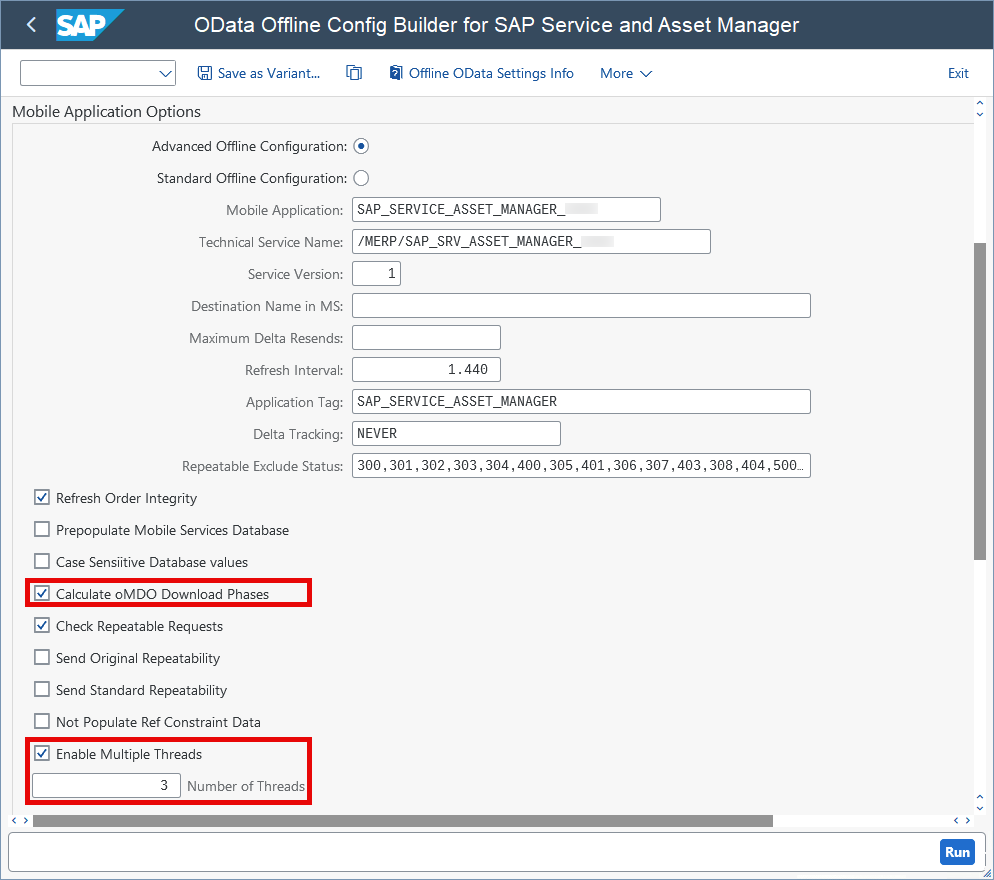 SAP OData Offline Config Builder for SAP Service and Asset Manager
Save as Variant... Offline OData Settings Info More Exit
Mobile Application Options
Advanced Offline Configuration:
Standard Offline Configuration:
Mobile Application: SAP_SERVICE_ASSET_MANAGER_
Technical Service Name: /MERP/SAP_SRV_ASSET_MANAGER_
Service Version: 1
Destination Name in MS:
Maximum Delta Resends:
Refresh Interval: 1.440
Application Tag: SAP_SERVICE_ASSET_MANAGER
Delta Tracking: NEVER
Repeatable Exclude Status: 300,301,302,303,304,400,305,401,306,307,403,308,404,500…
Refresh Order Integrity
Prepopulate Mobile Services Database
Case Sensiitive Database values
Calculate oMDO Download Phases
Check Repeatable Requests
Send Original Repeatability
Send Standard Repeatability
Not Populate Ref Constraint Data
Enable Multiple Threads
3 Number of Threads
Run